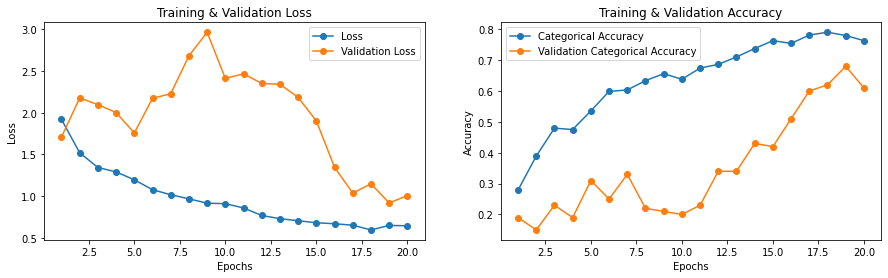 Training & Validation Loss
Loss
Validation Loss
3.0
2.5
2.0
1.5
1.0
0.5
Loss
2.5
5.0
7.5
10.0
12.5
15.0
17.5
20.0
Epochs
Training & Validation Accuracy
Categorical Accuracy
Validation Categorical Accuracy
0.8
0.7
0.6
0.5
0.4
0.3
0.2
Accuracy
2.5
5.0
7.5
10.0
12.5
15.0
17.5
20.0
Epochs